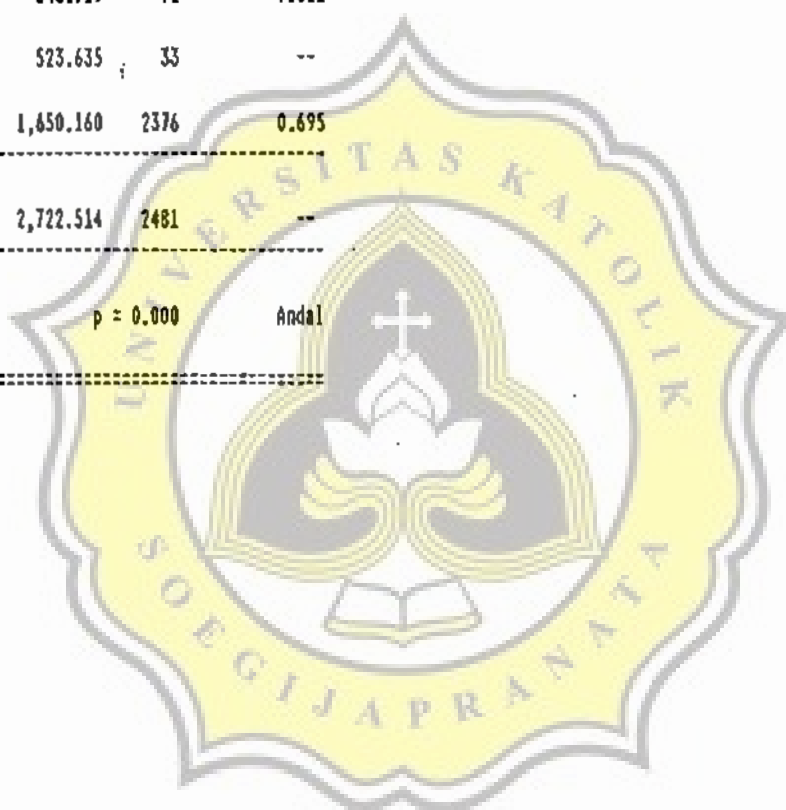 523.635 33 --
1,650.160 2376 0.695
2,722.514 2481 --
p = 0.000 Andal
UNIVERSITAS KATOLIK
SOEGIJAPRANATA